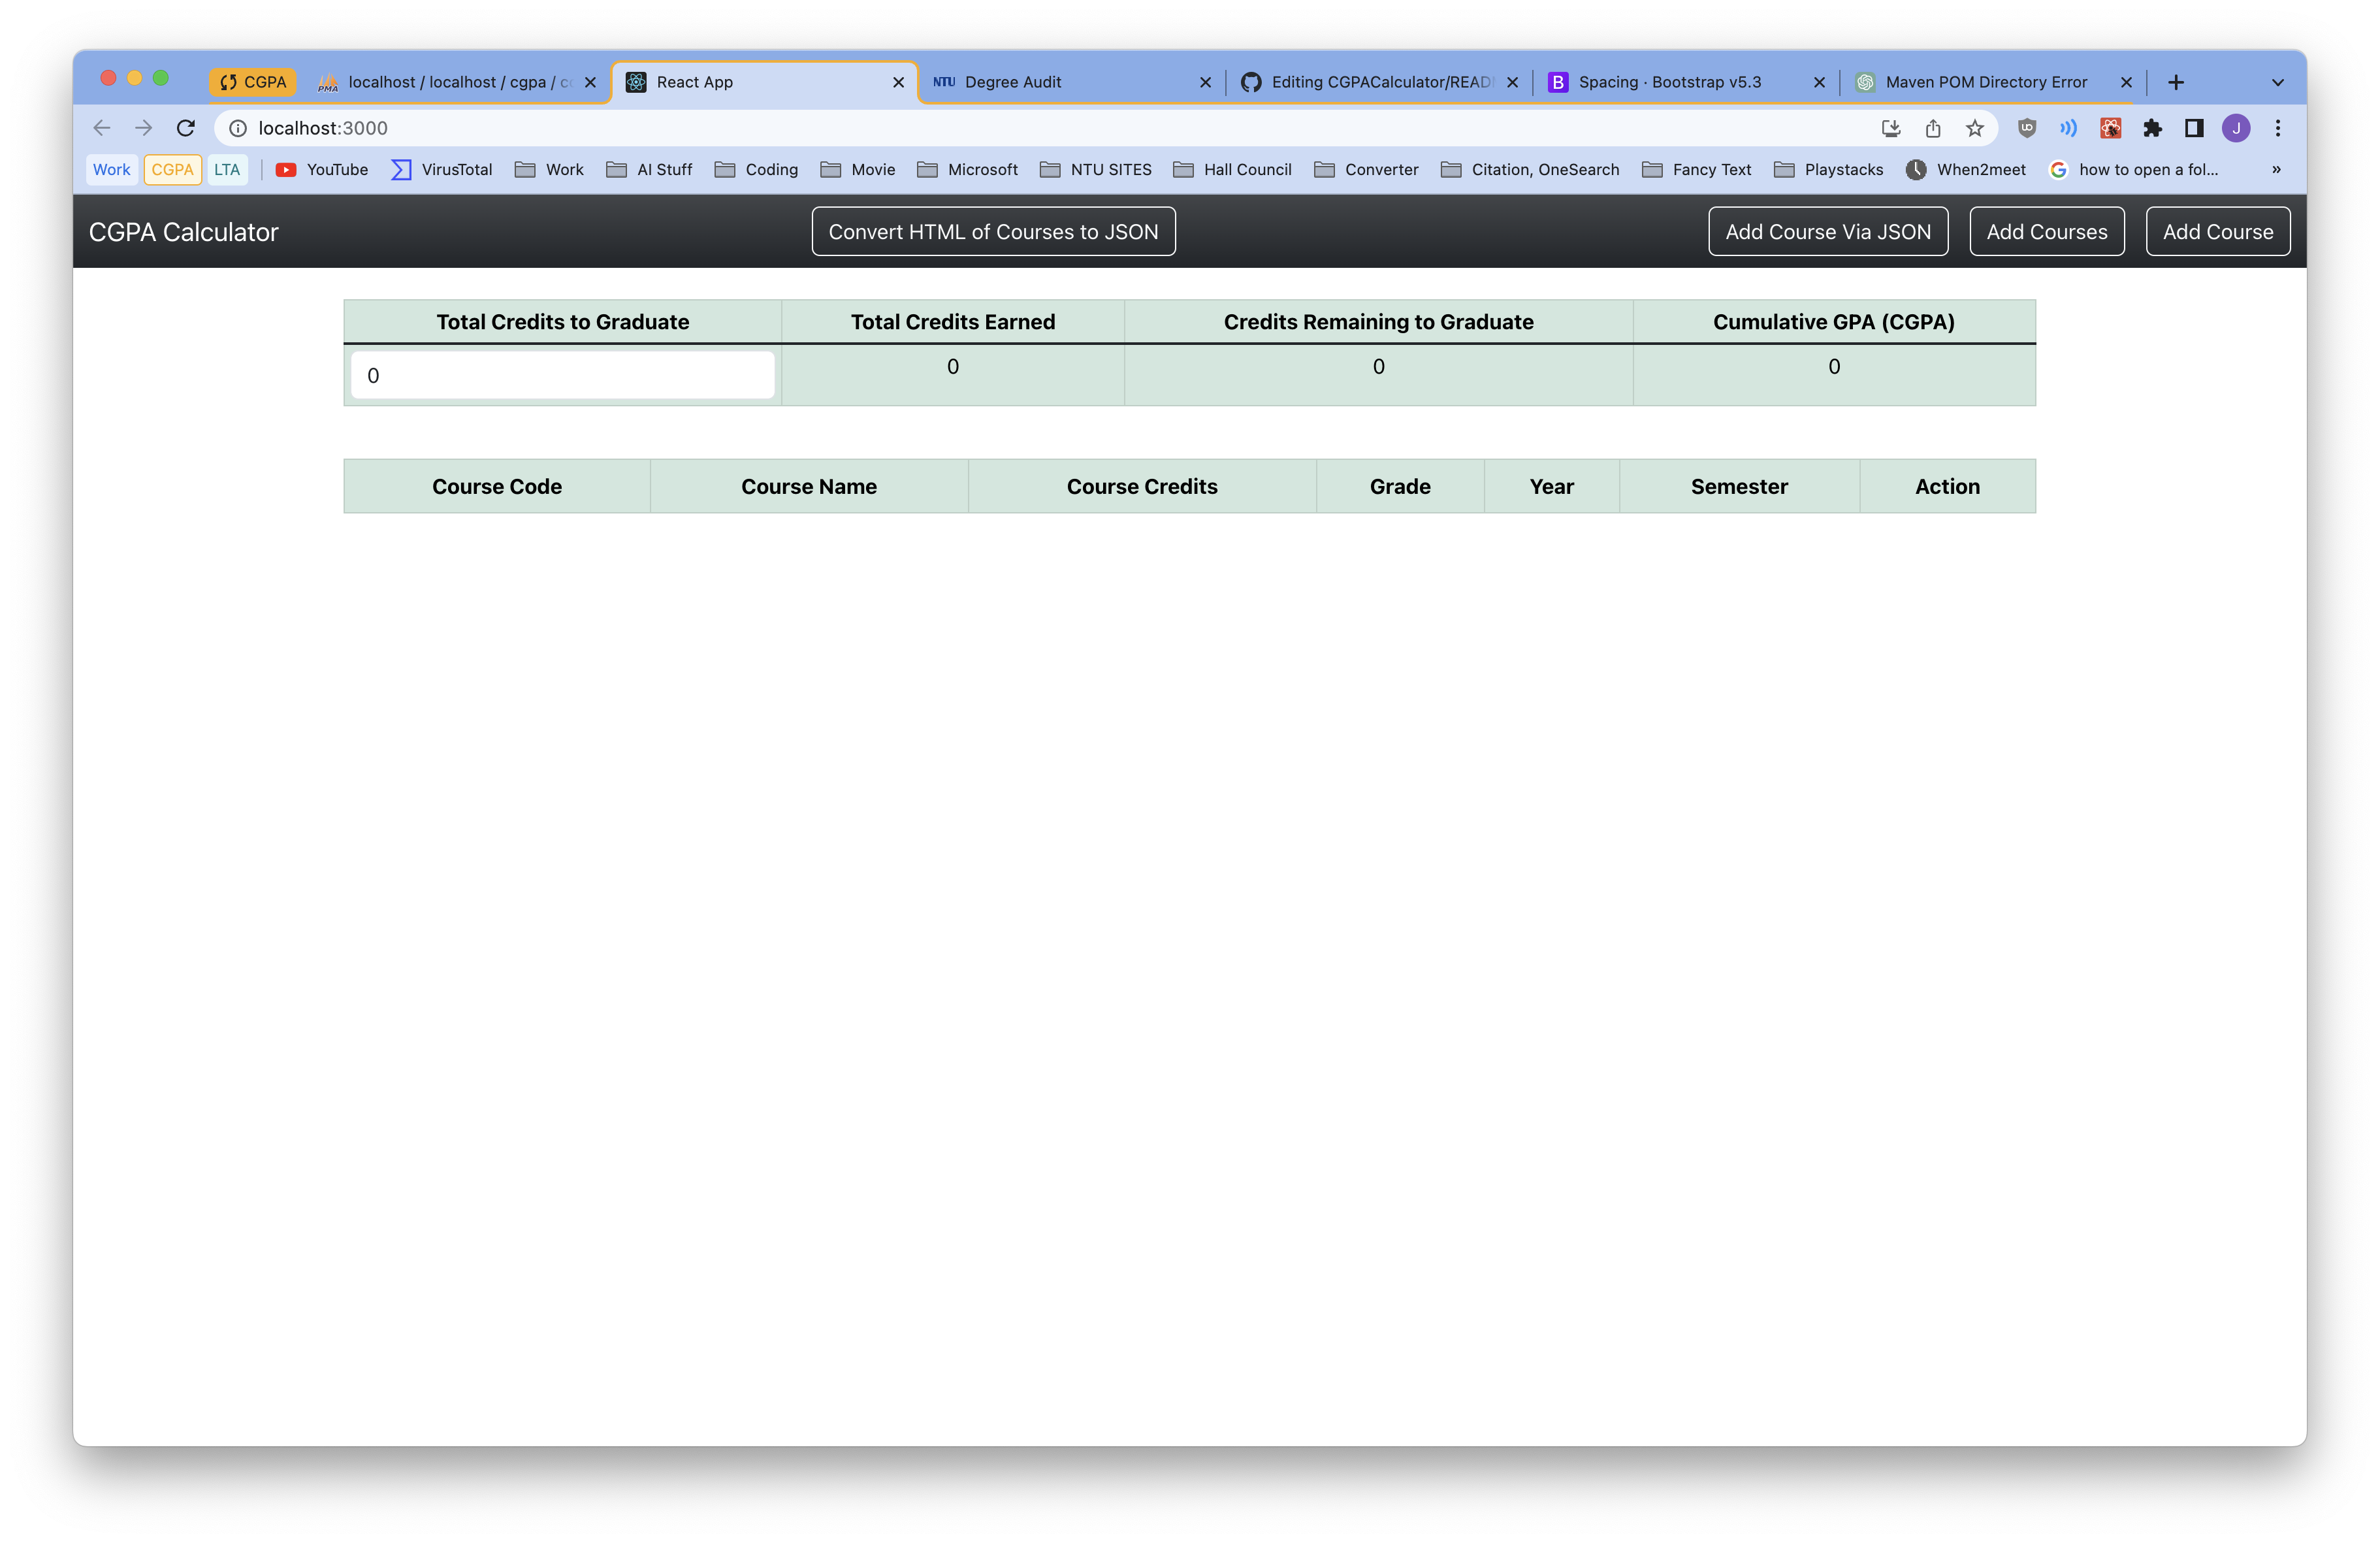 CGPA
PMA localhost / localhost / cgpa / co
React App
NTU Degree Audit
Editing CGPACalculator/READ
B Spacing · Bootstrap v5.3
Maven POM Directory Error
localhost:3000
J
Work CGPA LTA YouTube VirusTotal Work AI Stuff Coding Movie Microsoft NTU SITES Hall Council Converter Citation, OneSearch Fancy Text Playstacks When2meet how to open a fol... »
CGPA Calculator Convert HTML of Courses to JSON Add Course Via JSON Add Courses Add Course
Total Credits to Graduate Total Credits Earned Credits Remaining to Graduate Cumulative GPA (CGPA)
0 0 0 0
Course Code Course Name Course Credits Grade Year Semester Action